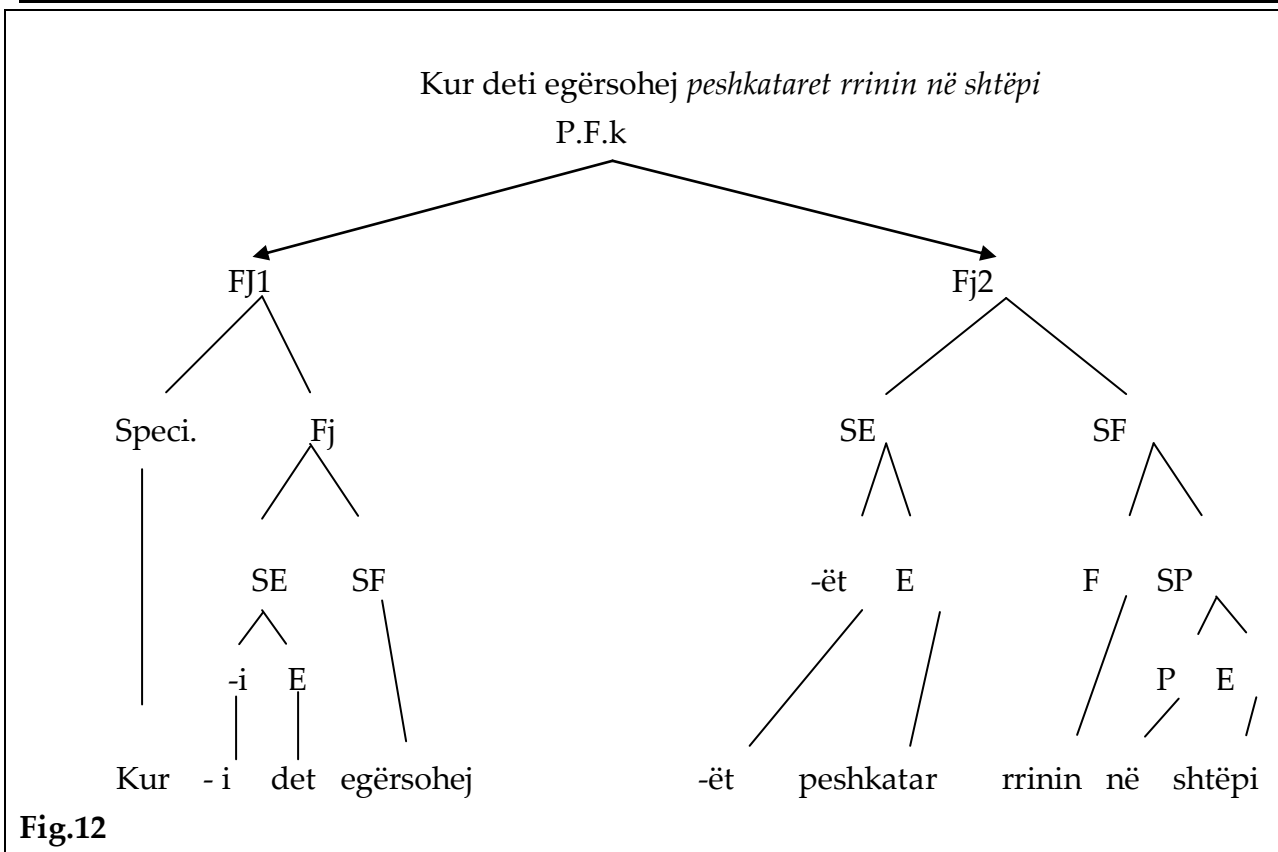 Kur deti egërsohej peshkataret rrinin në shtëpi
P.F.k
FJ1 Fj2
Speci. Fj SE SF
SE SF -ët E F SP
-i E P E
Kur - i det egërsohej -ët peshkatar rrinin në shtëpi
Fig.12